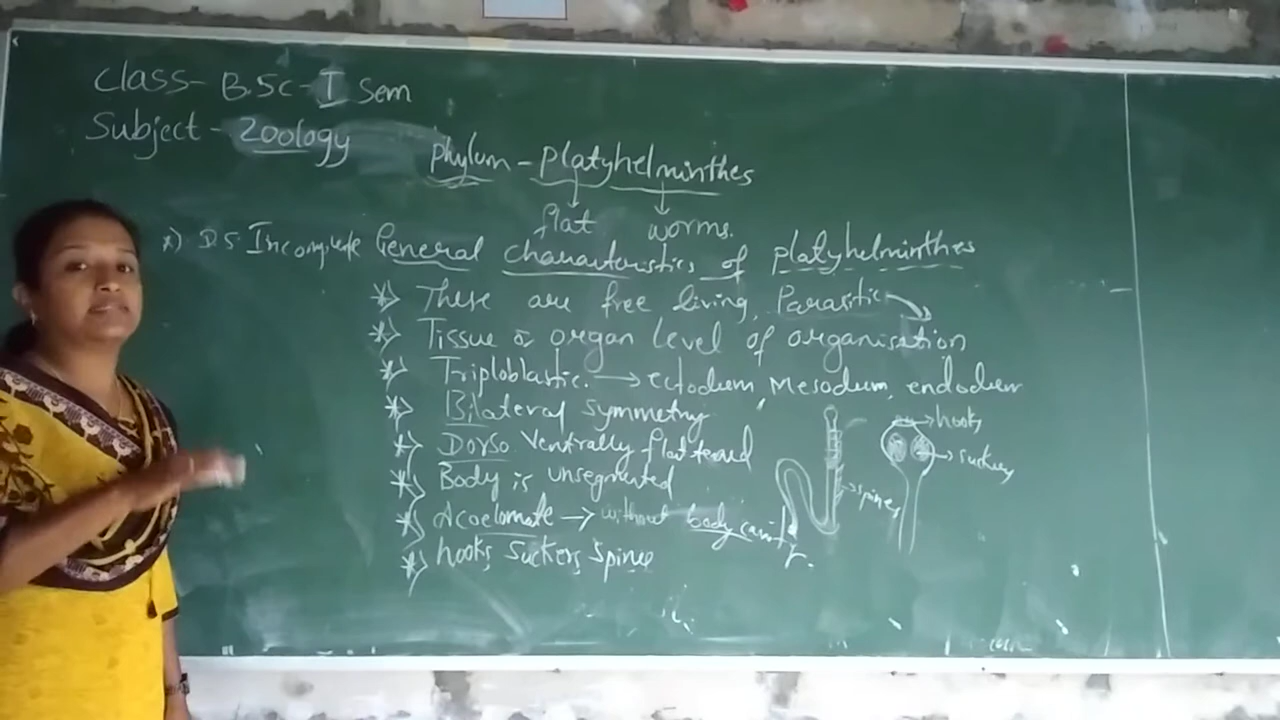 Class- B.Sc- I Sem
Subject - Zoology
Phylum - Platyhelminthes
flat worms.
*) D.S. Incomplete
General characteristics of platyhelminthes
*> These are free living, Parasitic
*> Tissue or organ level of organisation
*> Triploblastic. → ectoderm, Mesoderm, endoderm
*> Bilateral symmetry
*> Dorso Ventrally flattened
*> Body is unsegmented
*> Acoelomate → without body cavity.
*> hooks, Suckers, Spines
→ hooks
→ suckers
→ spines